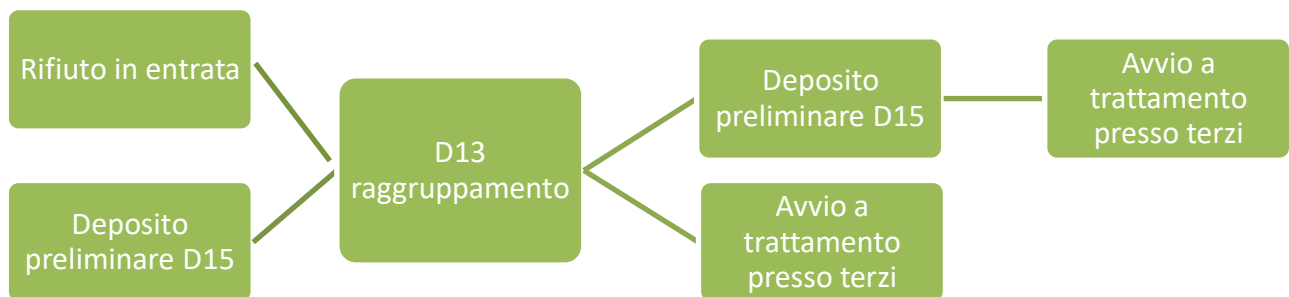 Rifiuto in entrata
Deposito
preliminare D15
D13
raggruppamento
Deposito
preliminare D15
Avvio a
trattamento
presso terzi
Avvio a
trattamento
presso terzi